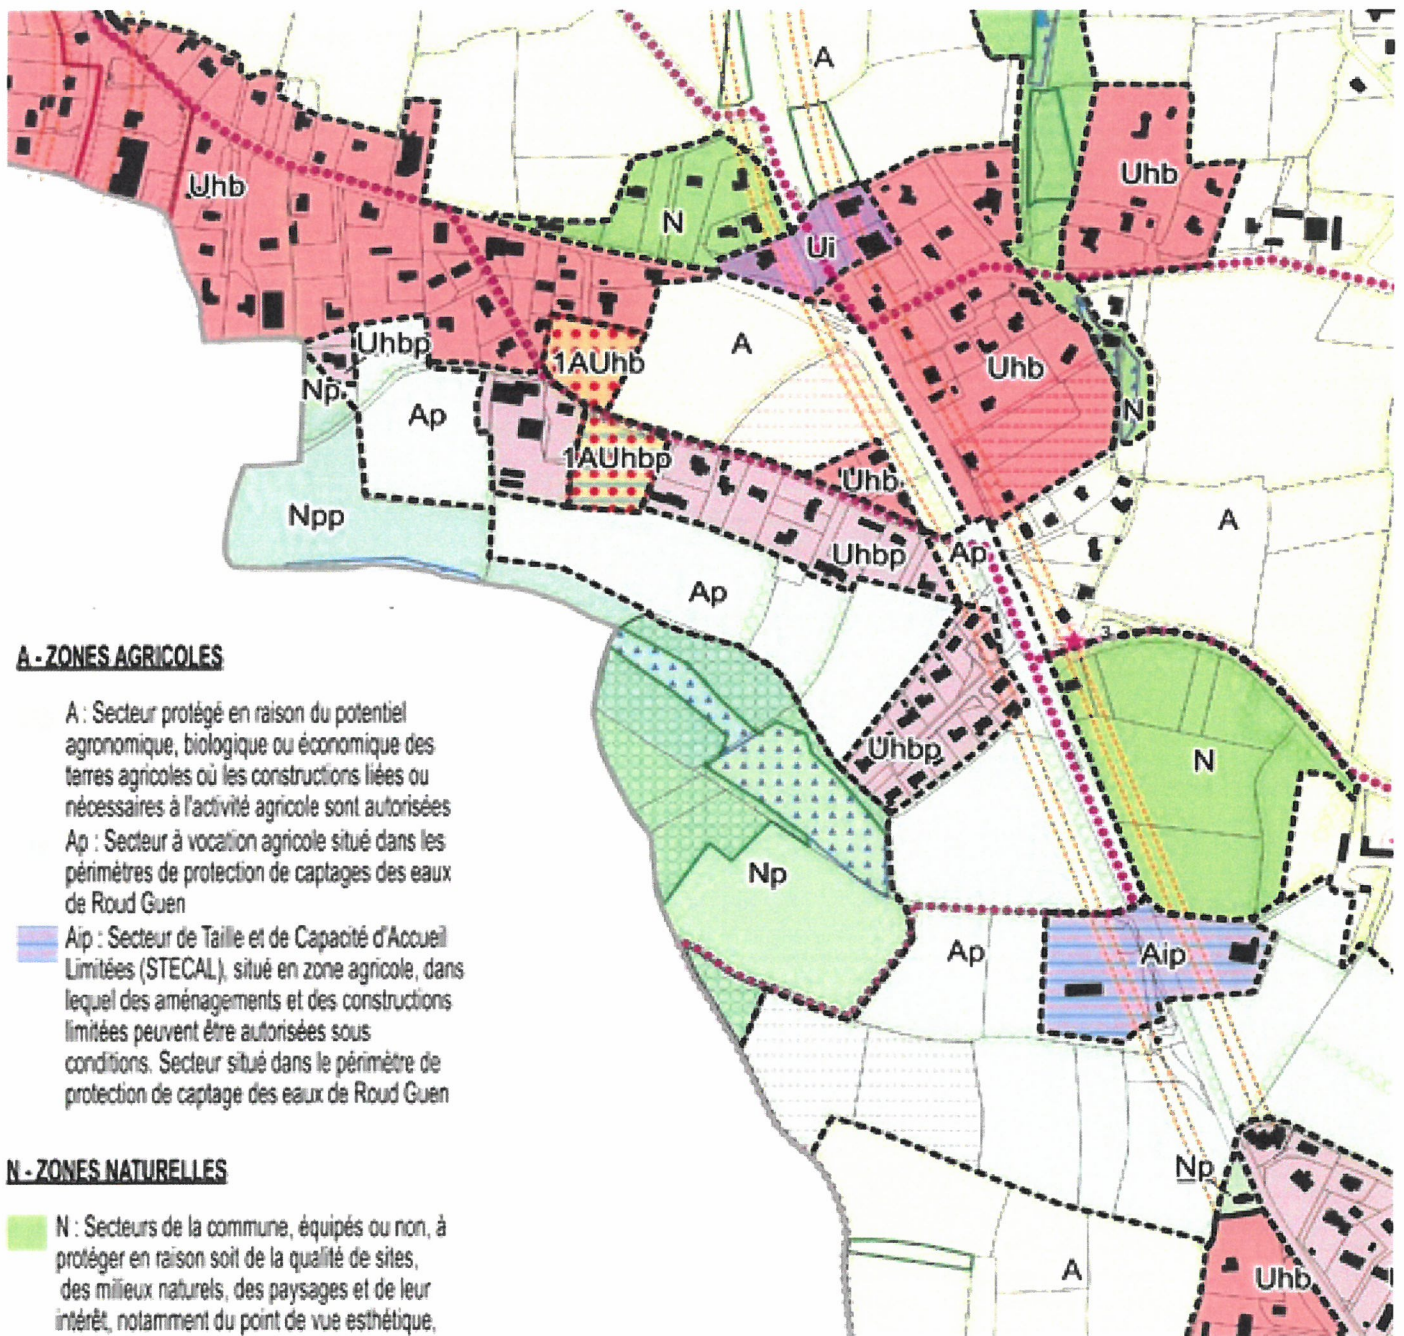 A
Uhb
Uhb
N
Ui
Uhbp
1AUhb
A
Uhb
Np
Ap
N
1AUhbp
Uhb
Npp
A
Uhbp
Ap
Ap
3
A - ZONES AGRICOLES
A : Secteur protégé en raison du potentiel
agronomique, biologique ou économique des
terres agricoles où les constructions liées ou
nécessaires à l'activité agricole sont autorisées
Ap : Secteur à vocation agricole situé dans les
périmètres de protection de captages des eaux
de Roud Guen
Aip : Secteur de Taille et de Capacité d'Accueil
Limitées (STECAL), situé en zone agricole, dans
lequel des aménagements et des constructions
limitées peuvent être autorisées sous
conditions. Secteur situé dans le périmètre de
protection de captage des eaux de Roud Guen
N - ZONES NATURELLES
N : Secteurs de la commune, équipés ou non, à
protéger en raison soit de la qualité de sites,
des milieux naturels, des paysages et de leur
intérêt, notamment du point de vue esthétique,
Uhbp
N
Np
Ap
Aip
Np
A
Uhb